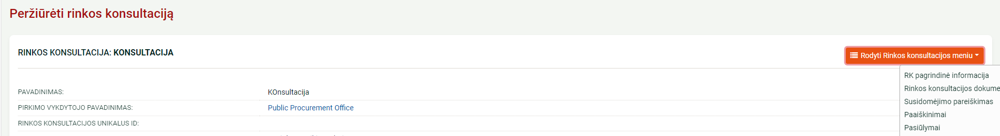 Peržiūrėti rinkos konsultaciją
RINKOS KONSULTACIJA: KONSULTACIJA
Rodyti Rinkos konsultacijos meniu
RK pagrindinė informacija
Rinkos konsultacijos dokume
Susidomėjimo pareiškimas
Paaiškinimai
Pasiūlymai
PAVADINIMAS: KOnsultacija
PIRKIMO VYKDYTOJO PAVADINIMAS: Public Procurement Office
RINKOS KONSULTACIJOS UNIKALUS ID: